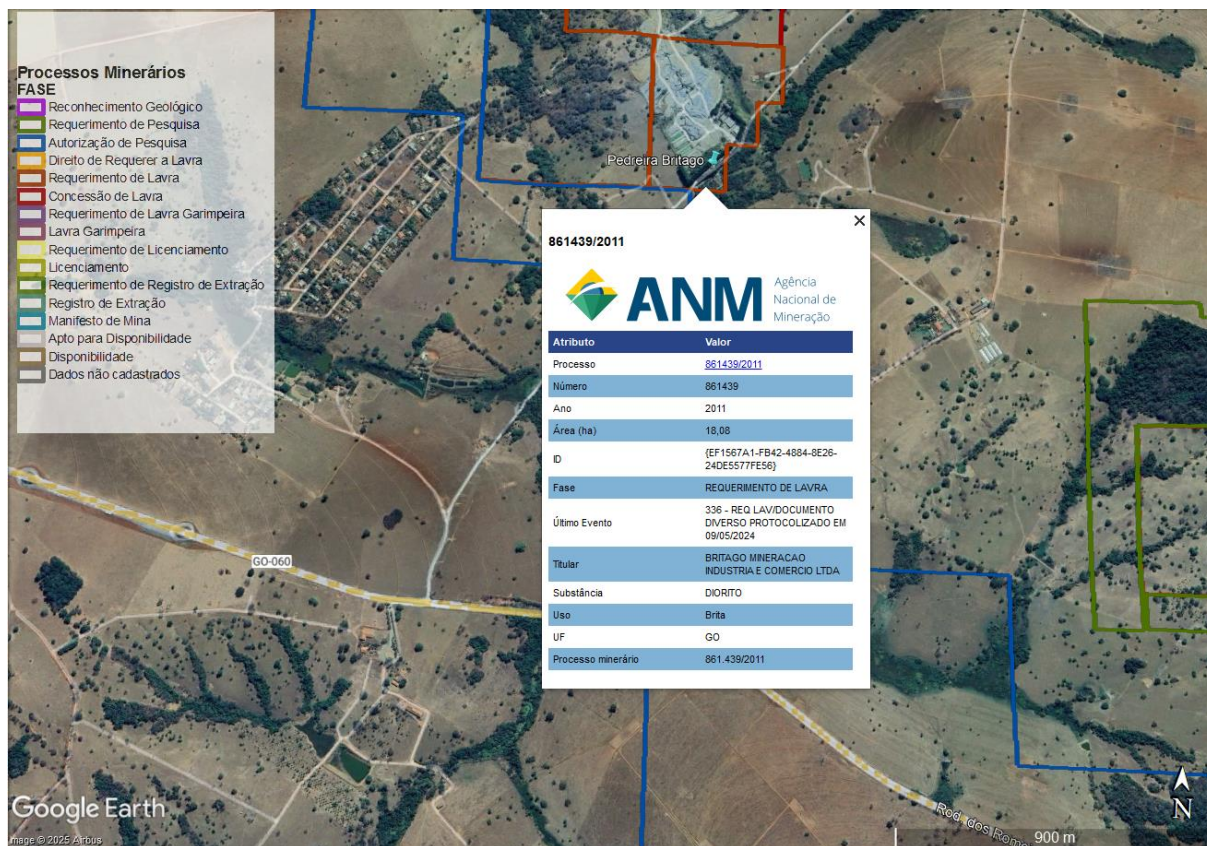 Processos Minerários
FASE
Reconhecimento Geológico
Requerimento de Pesquisa
Autorização de Pesquisa
Direito de Requerer a Lavra
Requerimento de Lavra
Concessão de Lavra
Requerimento de Lavra Garimpeira
Lavra Garimpeira
Requerimento de Licenciamento
Licenciamento
Requerimento de Registro de Extração
Registro de Extração
Manifesto de Mina
Apto para Disponibilidade
Disponibilidade
Dados não cadastrados
Pedreira Britago
861439/2011
ANM
Agência
Nacional de
Mineração
Atributo Valor
Processo 861439/2011
Número 861439
Ano 2011
Área (ha) 18,08
ID {EF1567A1-FB42-4884-8E26-
24DE5577FE56}
Fase REQUERIMENTO DE LAVRA
Último Evento 336 - REQ LAV/DOCUMENTO
DIVERSO PROTOCOLIZADO EM
09/05/2024
Titular BRITAGO MINERACAO
INDUSTRIA E COMERCIO LTDA
Substância DIORITO
Uso Brita
UF GO
Processo minerário 861.439/2011
GO-060
Rod. dos
900 m
N
Google Earth
Image © 2025 Airbus